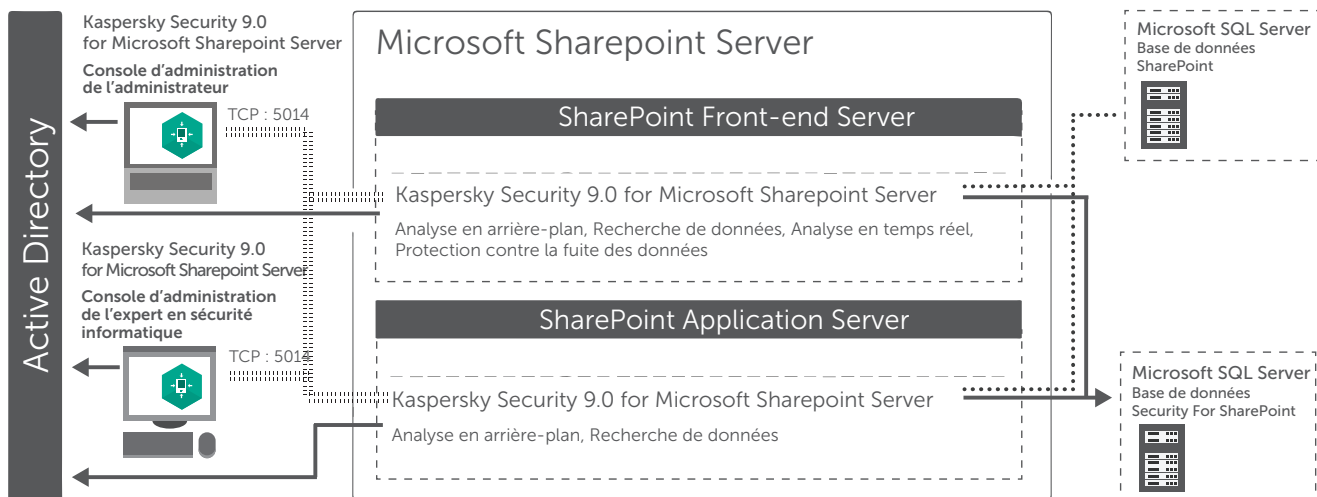 Active Directory
Kaspersky Security 9.0
for Microsoft Sharepoint Server
Console d'administration
de l'administrateur
TCP : 5014
Kaspersky Security 9.0
for Microsoft Sharepoint Server
Console d'administration
de l'expert en sécurité
informatique
TCP : 5014
Microsoft Sharepoint Server
SharePoint Front-end Server
Kaspersky Security 9.0 for Microsoft Sharepoint Server
Analyse en arrière-plan, Recherche de données, Analyse en temps réel,
Protection contre la fuite des données
SharePoint Application Server
Kaspersky Security 9.0 for Microsoft Sharepoint Server
Analyse en arrière-plan, Recherche de données
Microsoft SQL Server
Base de données
SharePoint
Microsoft SQL Server
Base de données
Security For SharePoint